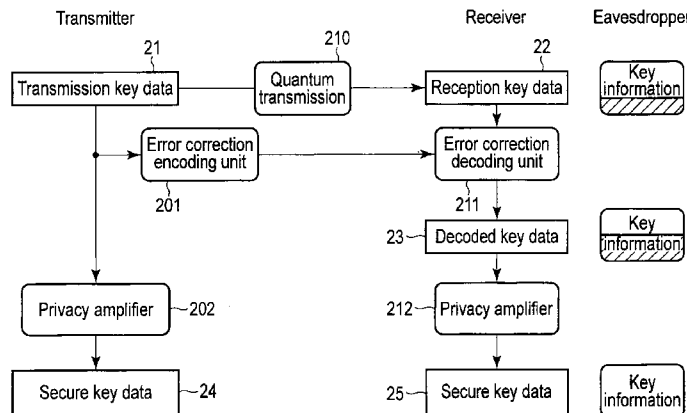 Transmitter
Receiver
Eavesdropper
210
21
22
Transmission key data
Quantum
transmission
Reception key data
Key
information
Error correction
encoding unit
Error correction
decoding unit
201
211
23
Decoded key data
Key
information
Privacy amplifier
202
212
Privacy amplifier
Secure key data
24
25
Secure key data
Key
information